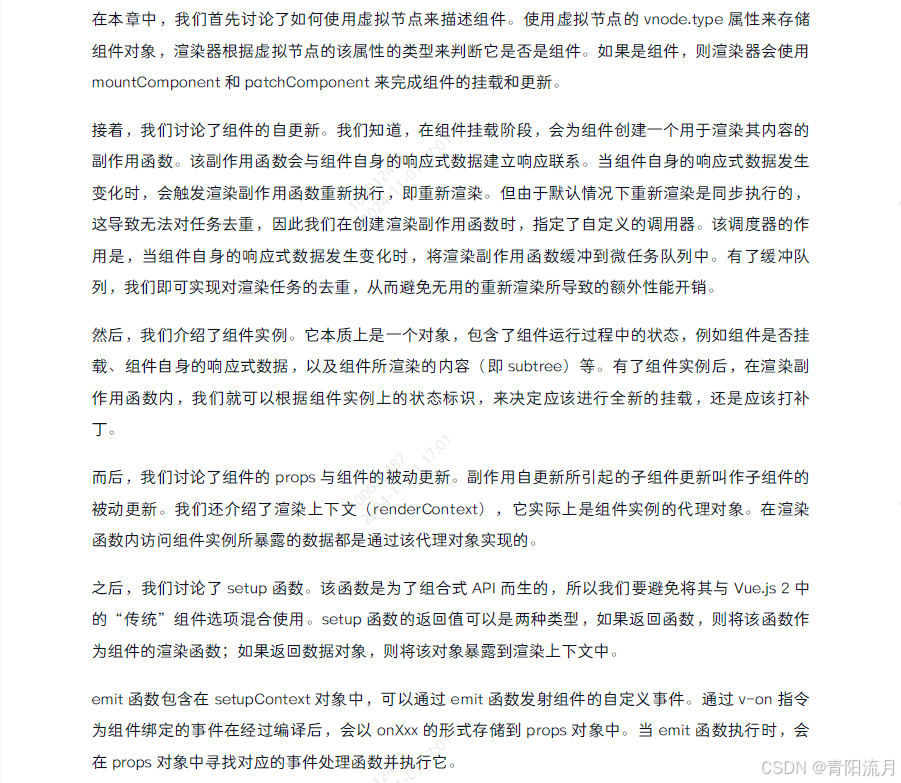 在本章中，我们首先讨论了如何使用虚拟节点来描述组件。使用虚拟节点的 vnode.type 属性来存储
组件对象，渲染器根据虚拟节点的该属性的类型来判断它是否是组件。如果是组件，则渲染器会使用
mountComponent 和 patchComponent 来完成组件的挂载和更新。
接着，我们讨论了组件的自更新。我们知道，在组件挂载阶段，会为组件创建一个用于渲染其内容的
副作用函数。该副作用函数会与组件自身的响应式数据建立响应联系。当组件自身的响应式数据发生
变化时，会触发渲染副作用函数重新执行，即重新渲染。但由于默认情况下重新渲染是同步执行的，
这导致无法对任务去重，因此我们在创建渲染副作用函数时，指定了自定义的调用器。该调度器的作
用是，当组件自身的响应式数据发生变化时，将渲染副作用函数缓冲到微任务队列中。有了缓冲队
列，我们即可实现对渲染任务的去重，从而避免无用的重新渲染所导致的额外性能开销。
然后，我们介绍了组件实例。它本质上是一个对象，包含了组件运行过程中的状态，例如组件是否挂
载、组件自身的响应式数据，以及组件所渲染的内容（即 subtree）等。有了组件实例后，在渲染副
作用函数内，我们就可以根据组件实例上的状态标识，来决定应该进行全新的挂载，还是应该打补
丁。
而后，我们讨论了组件的 props 与组件的被动更新。副作用自更新所引起的子组件更新叫作子组件的
被动更新。我们还介绍了渲染上下文（renderContext），它实际上是组件实例的代理对象。在渲染
函数内访问组件实例所暴露的数据都是通过该代理对象实现的。
之后，我们讨论了 setup 函数。该函数是为了组合式 API 而生的，所以我们要避免将其与 Vue.js 2 中
的“传统”组件选项混合使用。setup 函数的返回值可以是两种类型，如果返回函数，则将该函数作
为组件的渲染函数；如果返回数据对象，则将该对象暴露到渲染上下文中。
emit 函数包含在 setupContext 对象中，可以通过 emit 函数发射组件的自定义事件。通过 v-on 指令
为组件绑定的事件在经过编译后，会以 onXxx 的形式存储到 props 对象中。当 emit 函数执行时，会
在 props 对象中寻找对应的事件处理函数并执行它。
CSDN @青阳流月